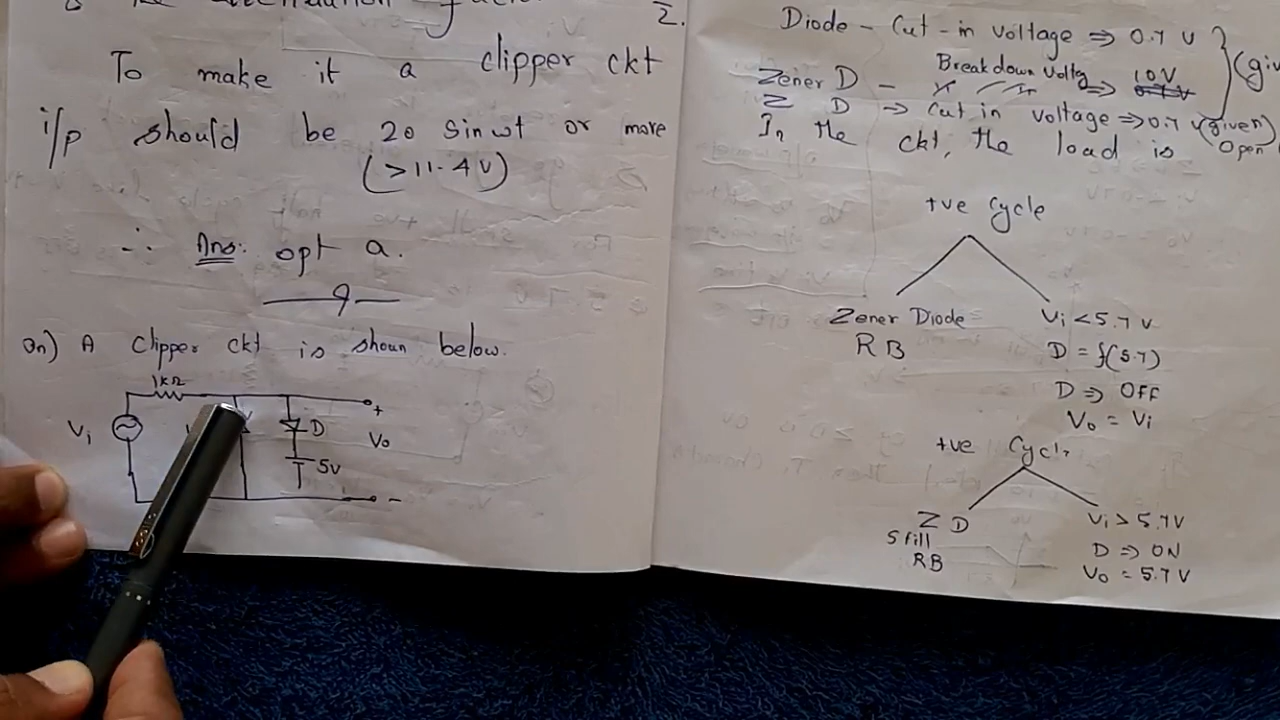 2.
To make it a clipper ckt
i/p should be 20 sinwt or more
(>11.4V)
∴ Ans: opt a.
Qn) A Clipper ckt is shown below.
1kΩ
Vi
D
5v
+
Vo
-
Diode - Cut-in voltage ⇒ 0.7 V
Zener D - Breakdown Voltg ⇒ 10V
Z D ⇒ Cut in voltage ⇒ 0.7 V (given)
In the ckt, the load is open
+ve Cycle
Zener Diode
RB
Vi < 5.7 V
D = f(5.7)
D ⇒ OFF
Vo = Vi
+ve Cycle
Z D
Still
RB
Vi > 5.7V
D ⇒ ON
Vo = 5.7 V